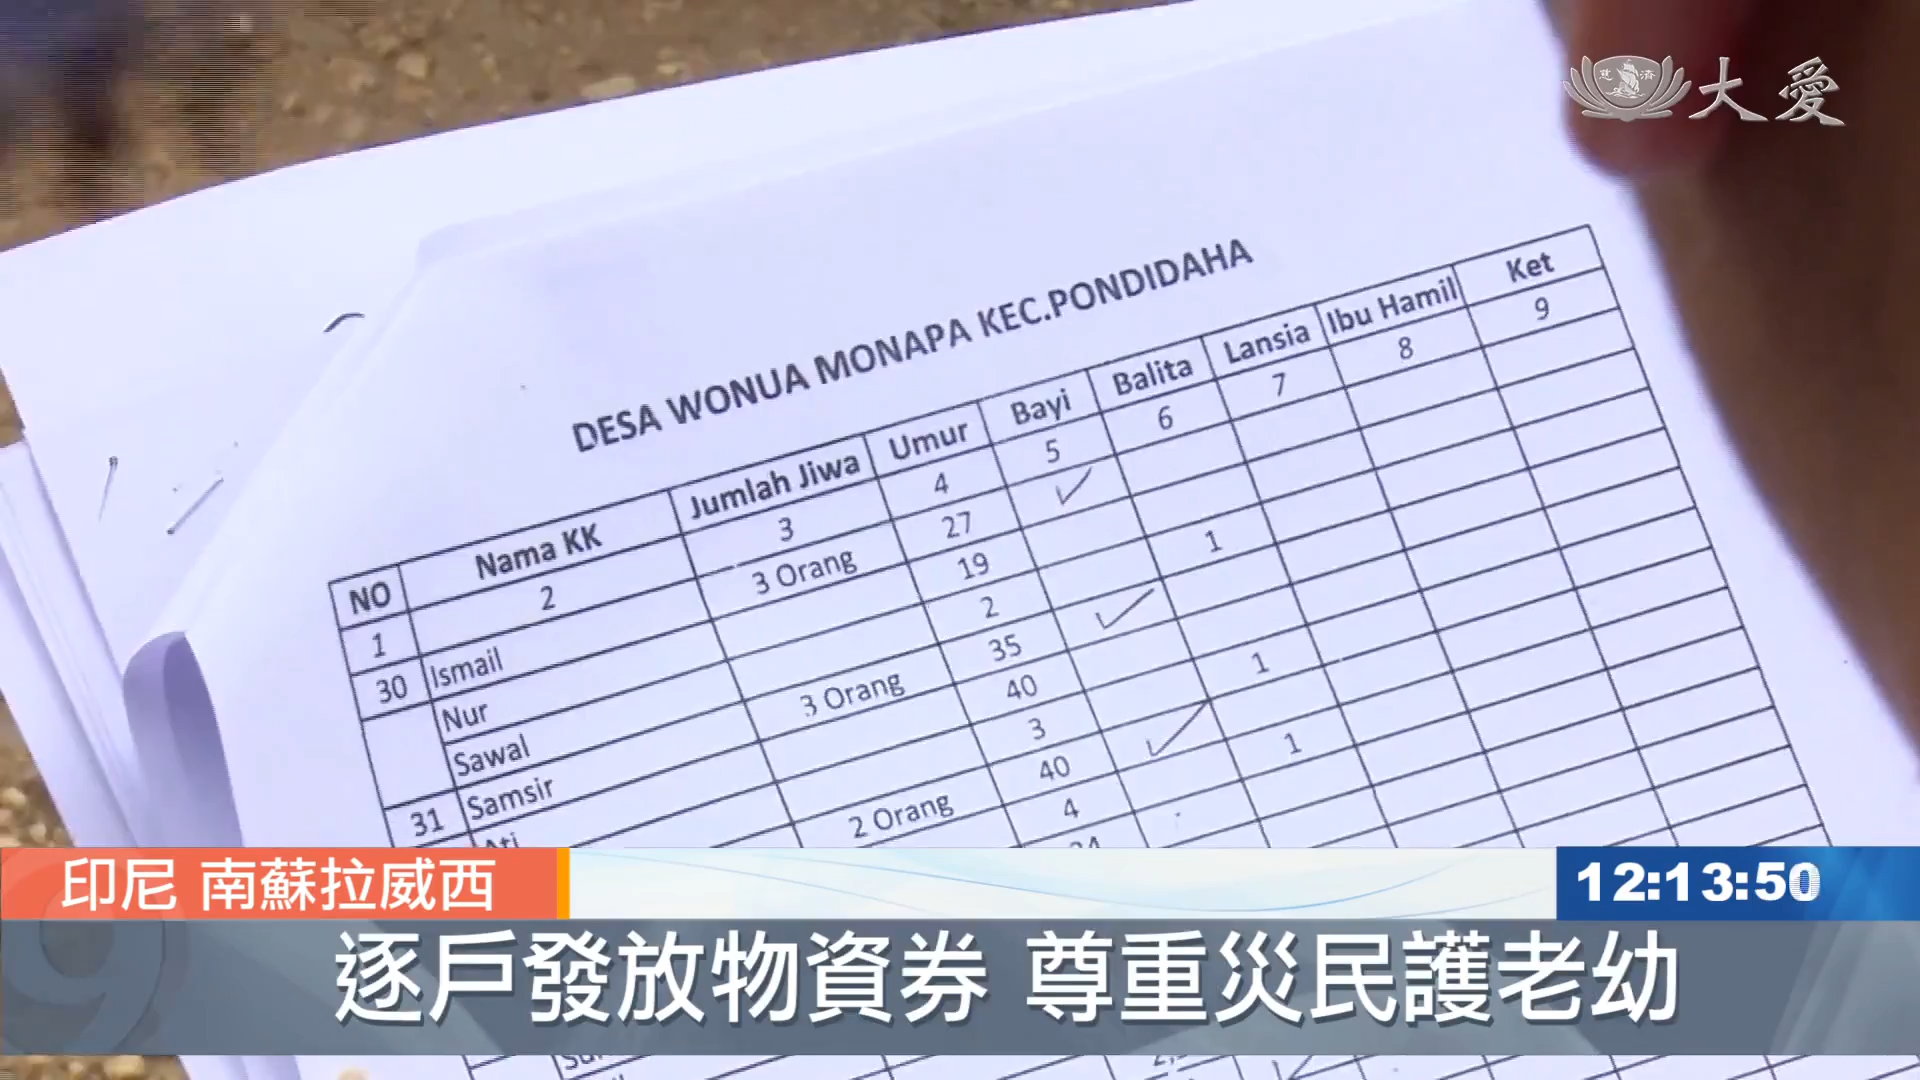 慈濟
大愛
DESA WONUA MONAPA KEC.PONDIDAHA
NO Nama KK Jumlah Jiwa Umur Bayi Balita Lansia Ibu Hamil Ket
1 2 3 4 5 6 7 8 9
30 Ismail 3 Orang 27
Nur 19
Sawal 2 1
31 Samsir 3 Orang 35
Ati 40
3 1
2 Orang 40
4 1
印尼 南蘇拉威西
12:13:50
逐戶發放物資券 尊重災民護老幼